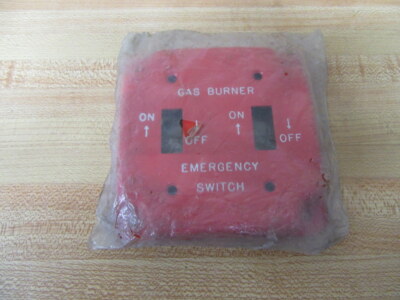 GAS BURNER
ON ↑ ↓ OFF ON ↑ ↓ OFF
EMERGENCY
SWITCH